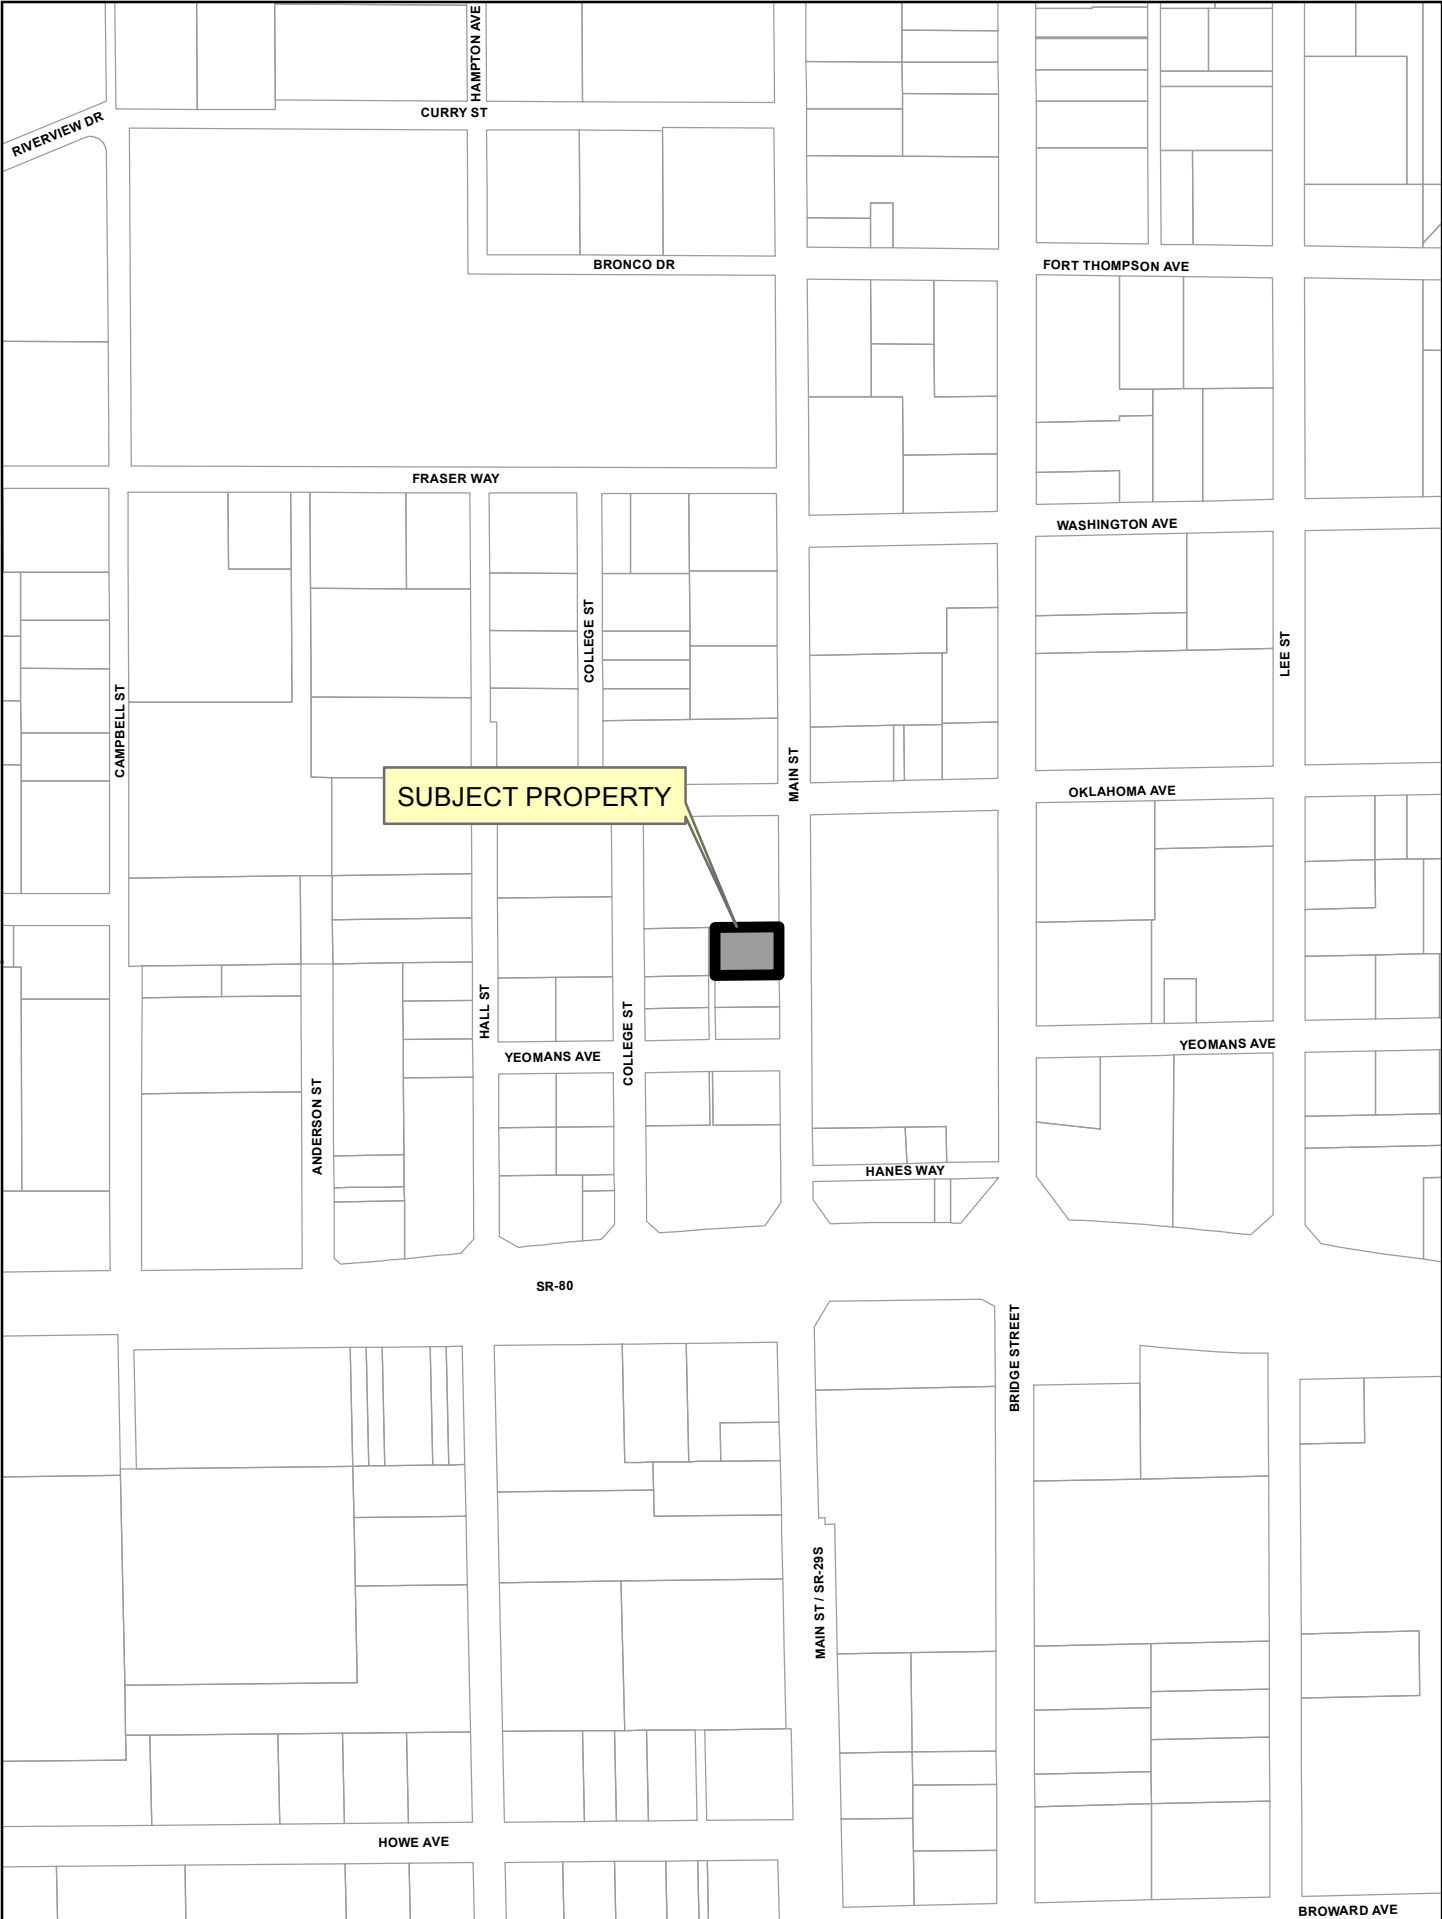 HAMPTON AVE
CURRY ST
RIVERVIEW DR
BRONCO DR
FORT THOMPSON AVE
FRASER WAY
WASHINGTON AVE
COLLEGE ST
LEE ST
CAMPBELL ST
MAIN ST
OKLAHOMA AVE
SUBJECT PROPERTY
HALL ST
COLLEGE ST
YEOMANS AVE
YEOMANS AVE
ANDERSON ST
HANES WAY
SR-80
BRIDGE STREET
MAIN ST / SR-29S
HOWE AVE
BROWARD AVE